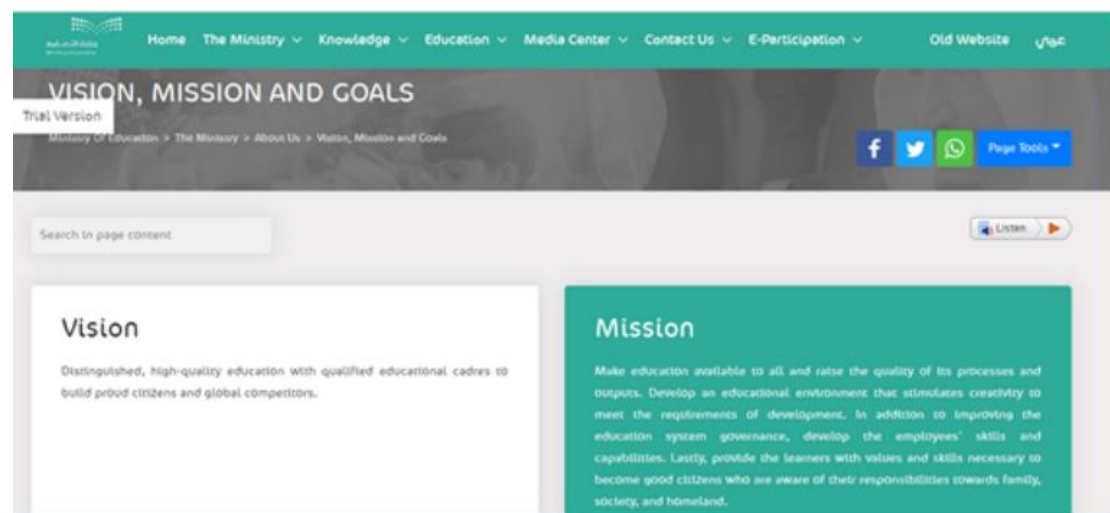 Home The Ministry Knowledge Education Media Center Contact Us E-Participation Old Website عربي
VISION, MISSION AND GOALS
Trial Version
Ministry Of Education > The Ministry > About Us > Vision, Mission and Goals
Page Tools
Search in page content
Listen
Vision
Distinguished, high-quality education with qualified educational cadres to
build proud citizens and global competitors.
Mission
Make education available to all and raise the quality of its processes and
outputs. Develop an educational environment that stimulates creativity to
meet the requirements of development. In addition to improving the
education system governance, develop the employees' skills and
capabilities. Lastly, provide the learners with values and skills necessary to
become good citizens who are aware of their responsibilities towards family,
society, and homeland.